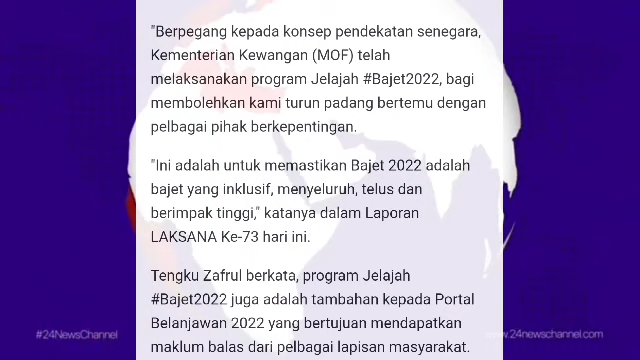 "Berpegang kepada konsep pendekatan senegara,
Kementerian Kewangan (MOF) telah
melaksanakan program Jelajah #Bajet2022, bagi
membolehkan kami turun padang bertemu dengan
pelbagai pihak berkepentingan.
"Ini adalah untuk memastikan Bajet 2022 adalah
bajet yang inklusif, menyeluruh, telus dan
berimpak tinggi," katanya dalam Laporan
LAKSANA Ke-73 hari ini.
Tengku Zafrul berkata, program Jelajah
#Bajet2022 juga adalah tambahan kepada Portal
Belanjawan 2022 yang bertujuan mendapatkan
maklum balas dari pelbagai lapisan masyarakat.
#24NewsChannel
www.24newschannel.com